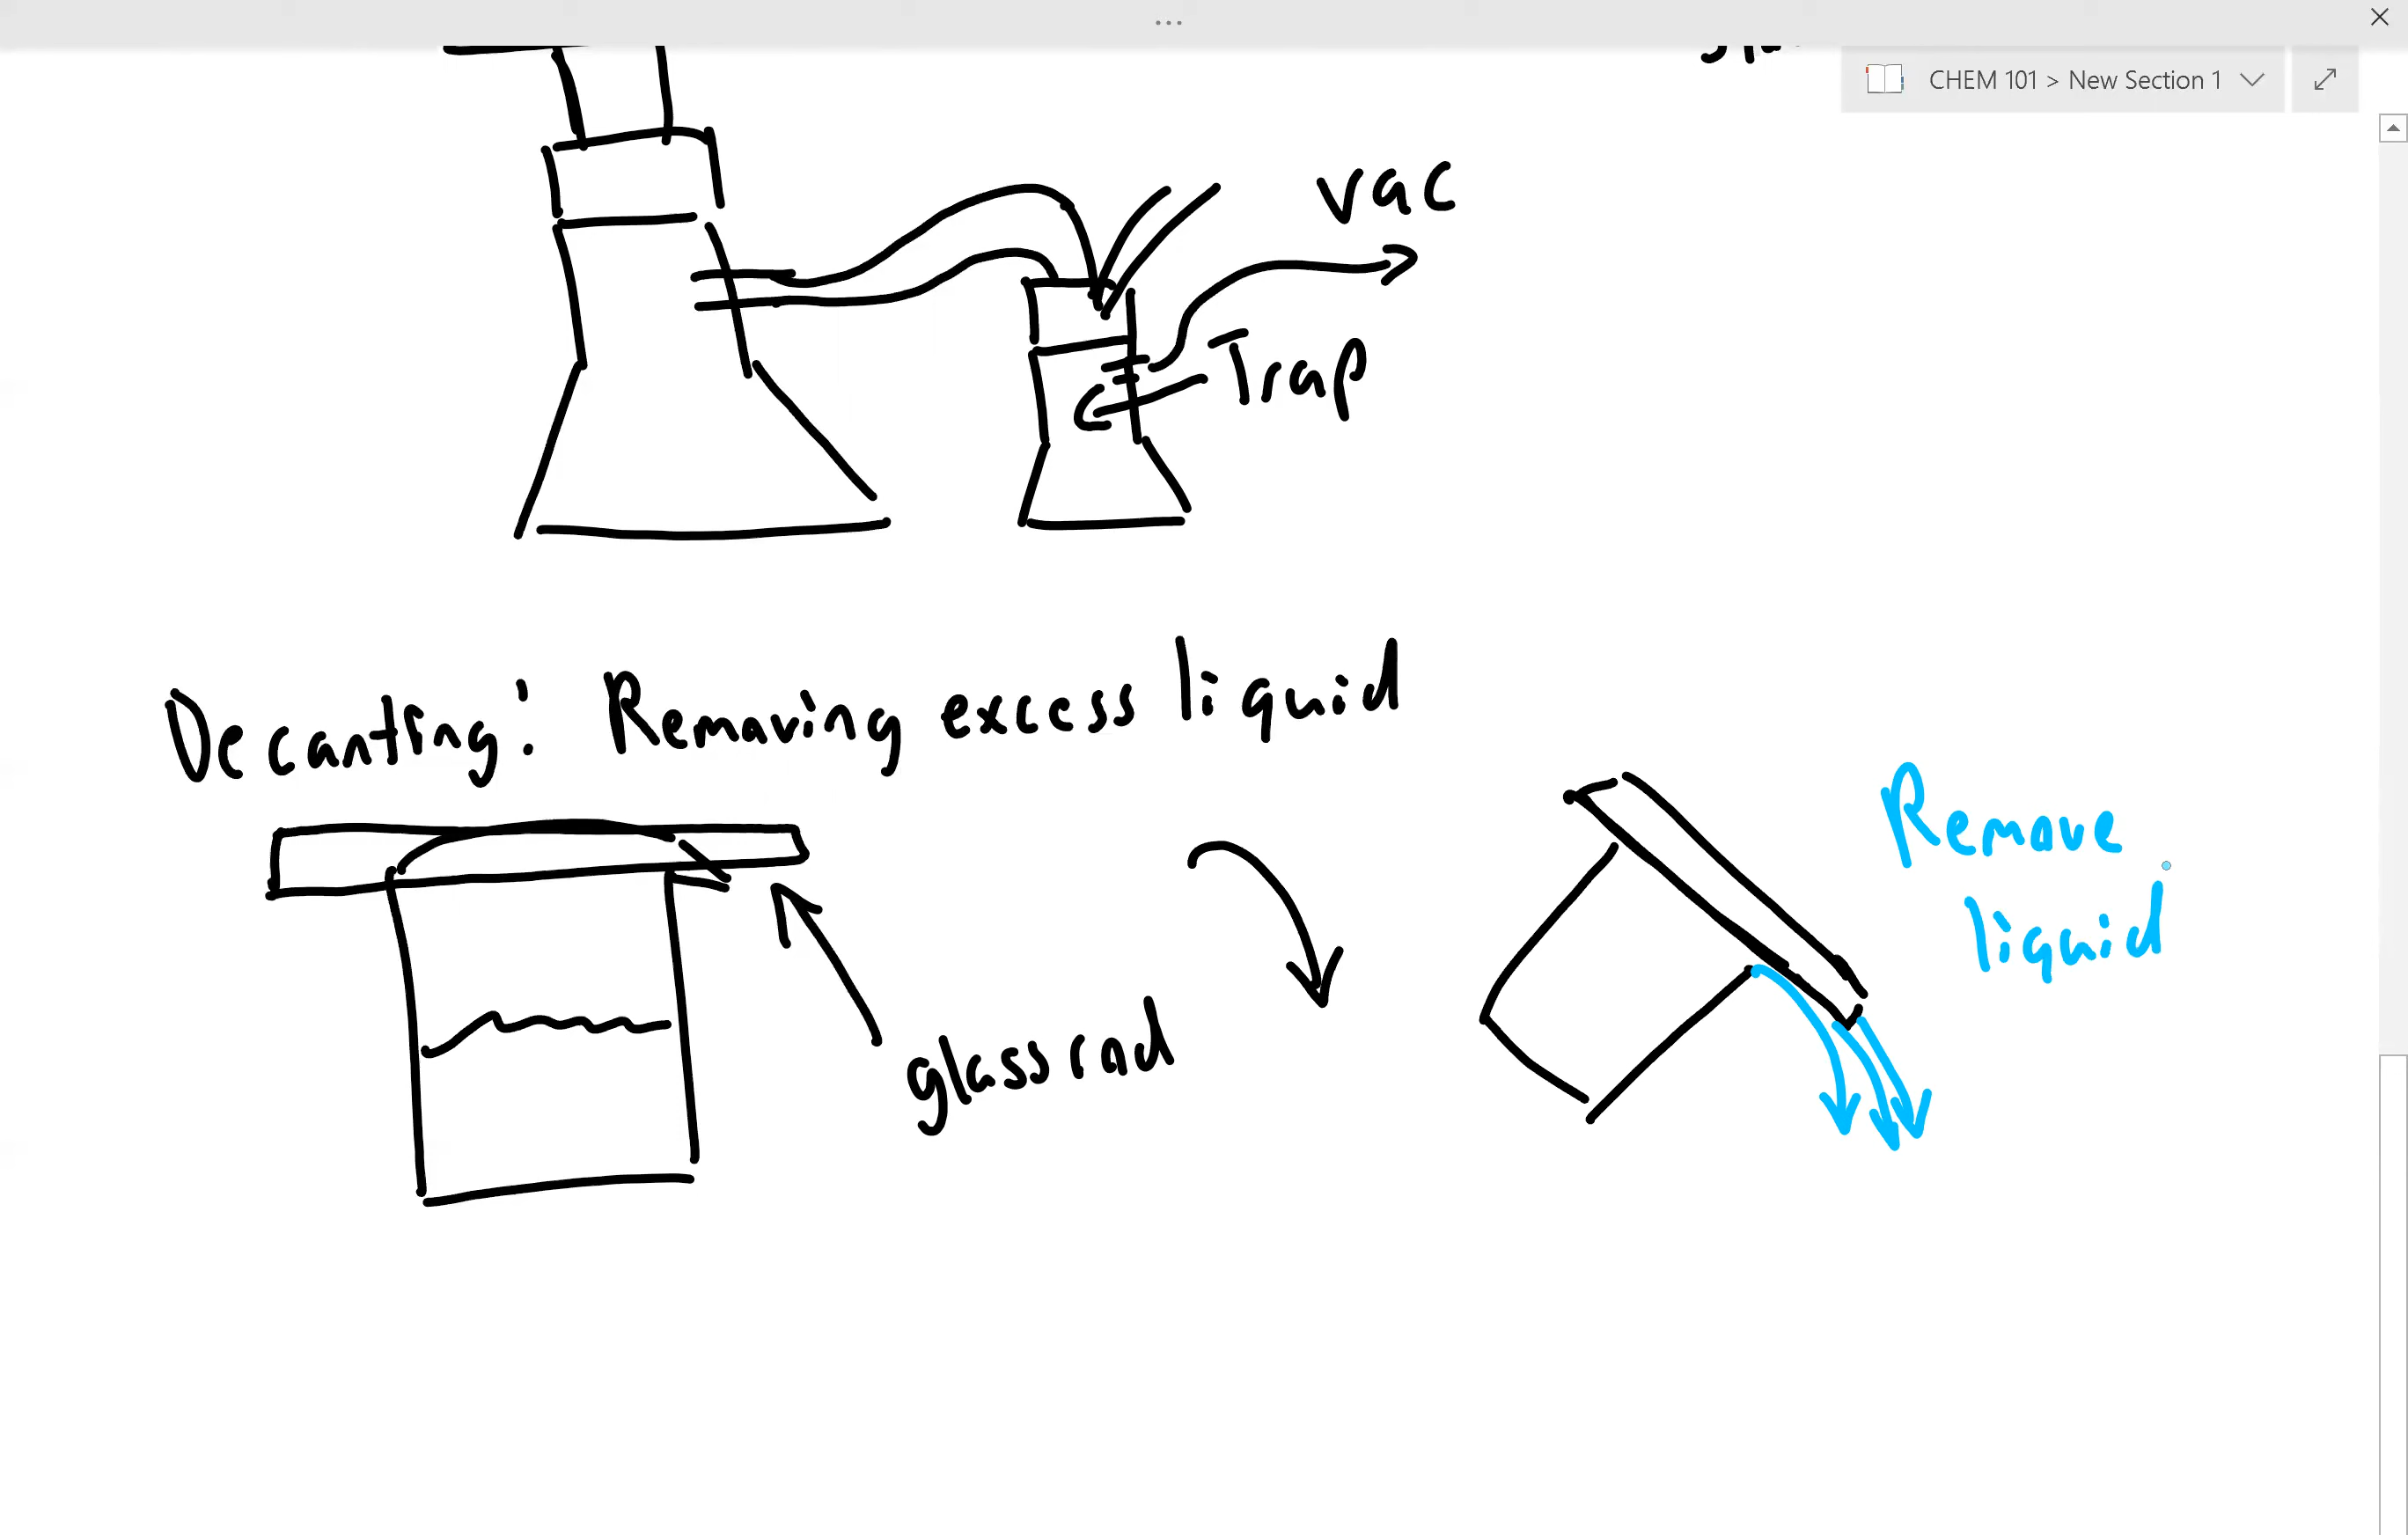 CHEM 101 > New Section 1
vac
Trap
Decanting: Removing excess liquid
Remove
liquid
glass rod